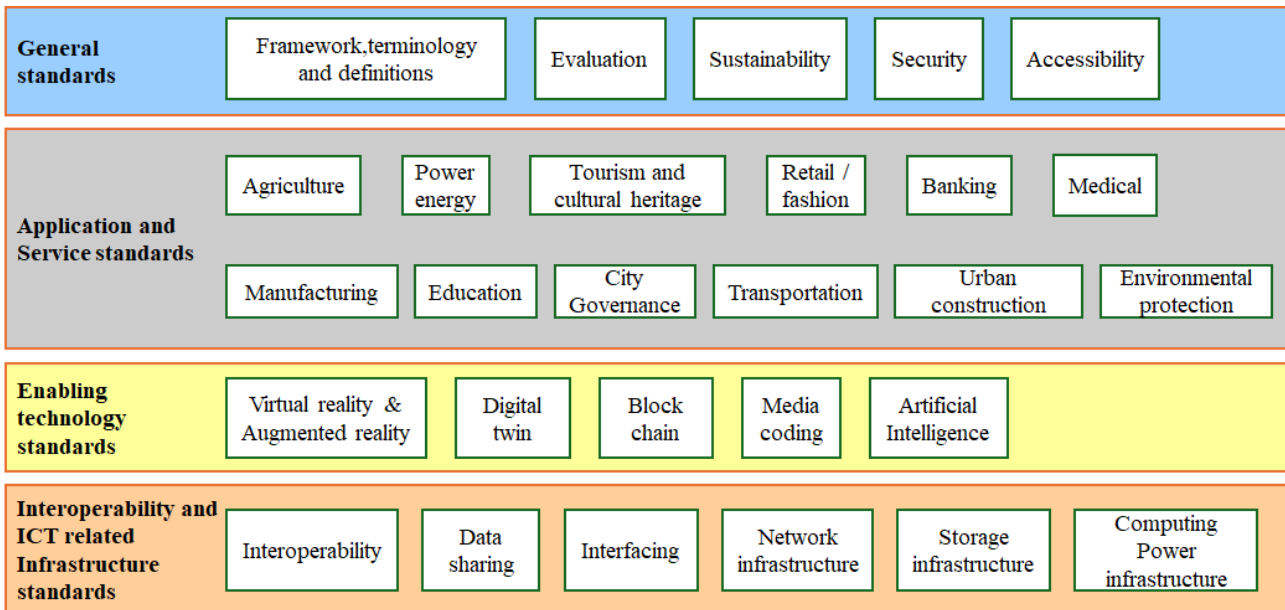 General
standards
Framework,terminology
and definitions
Evaluation
Sustainability
Security
Accessibility
Application and
Service standards
Agriculture
Power
energy
Tourism and
cultural heritage
Retail /
fashion
Banking
Medical
Manufacturing
Education
City
Governance
Transportation
Urban
construction
Environmental
protection
Enabling
technology
standards
Virtual reality &
Augmented reality
Digital
twin
Block
chain
Media
coding
Artificial
Intelligence
Interoperability and
ICT related
Infrastructure
standards
Interoperability
Data
sharing
Interfacing
Network
infrastructure
Storage
infrastructure
Computing
Power
infrastructure